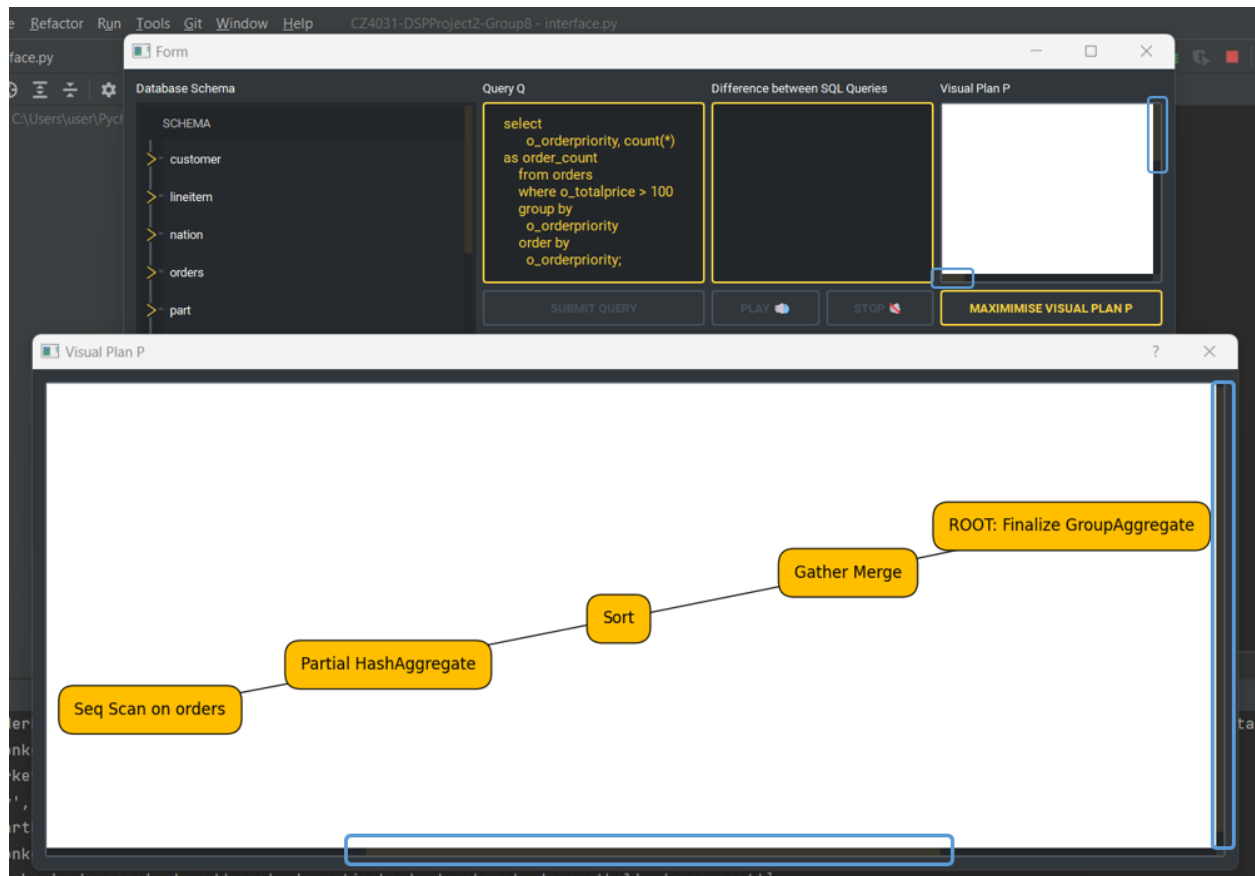 Refactor Run Tools Git Window Help CZ4031-DSPProject2-Group8 - interface.py
face.py
Form
Database Schema
Query Q
Difference between SQL Queries
Visual Plan P
C:\Users\user\Pych
SCHEMA
customer
lineitem
nation
orders
part
select
o_orderpriority, count(*)
as order_count
from orders
where o_totalprice > 100
group by
o_orderpriority
order by
o_orderpriority;
SUBMIT QUERY
PLAY
STOP
MAXIMIMISE VISUAL PLAN P
Visual Plan P
?
ROOT: Finalize GroupAggregate
Gather Merge
Sort
Partial HashAggregate
Seq Scan on orders